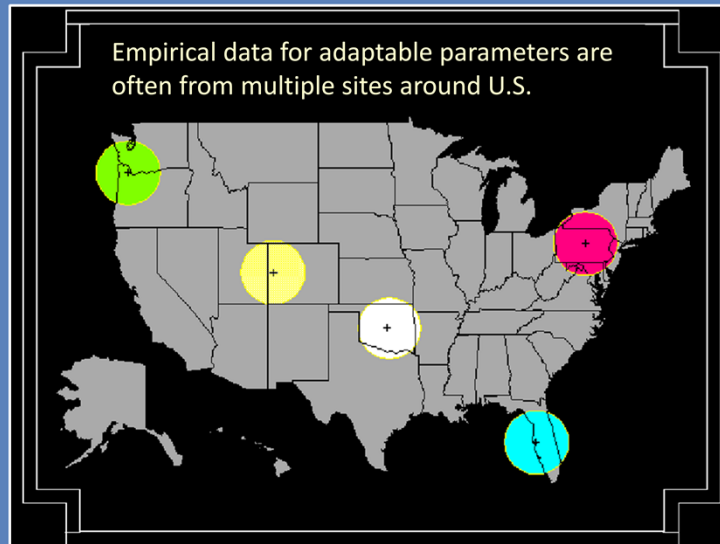 Empirical data for adaptable parameters are
often from multiple sites around U.S.